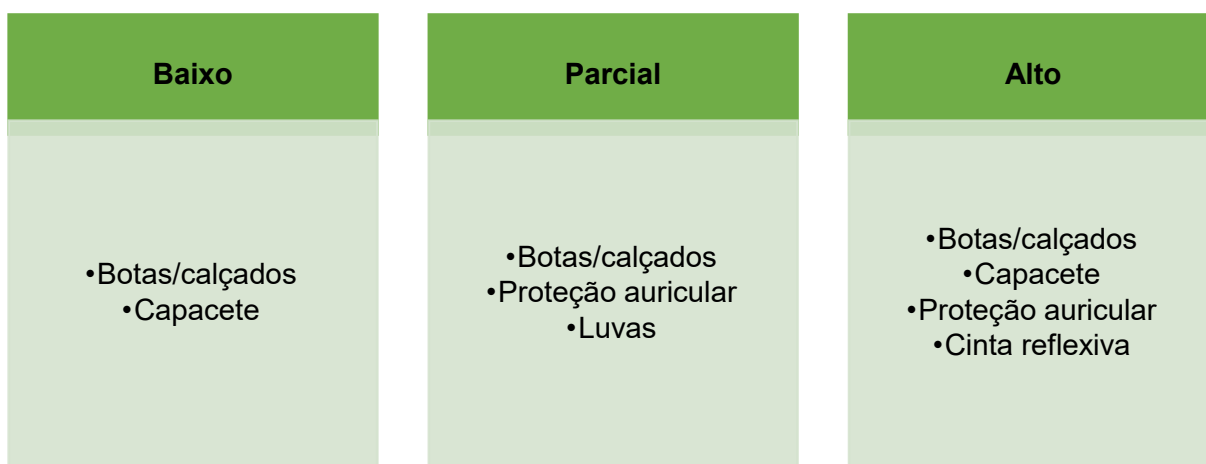 Baixo
•Botas/calçados
•Capacete
Parcial
•Botas/calçados
•Proteção auricular
•Luvas
Alto
•Botas/calçados
•Capacete
•Proteção auricular
•Cinta reflexiva